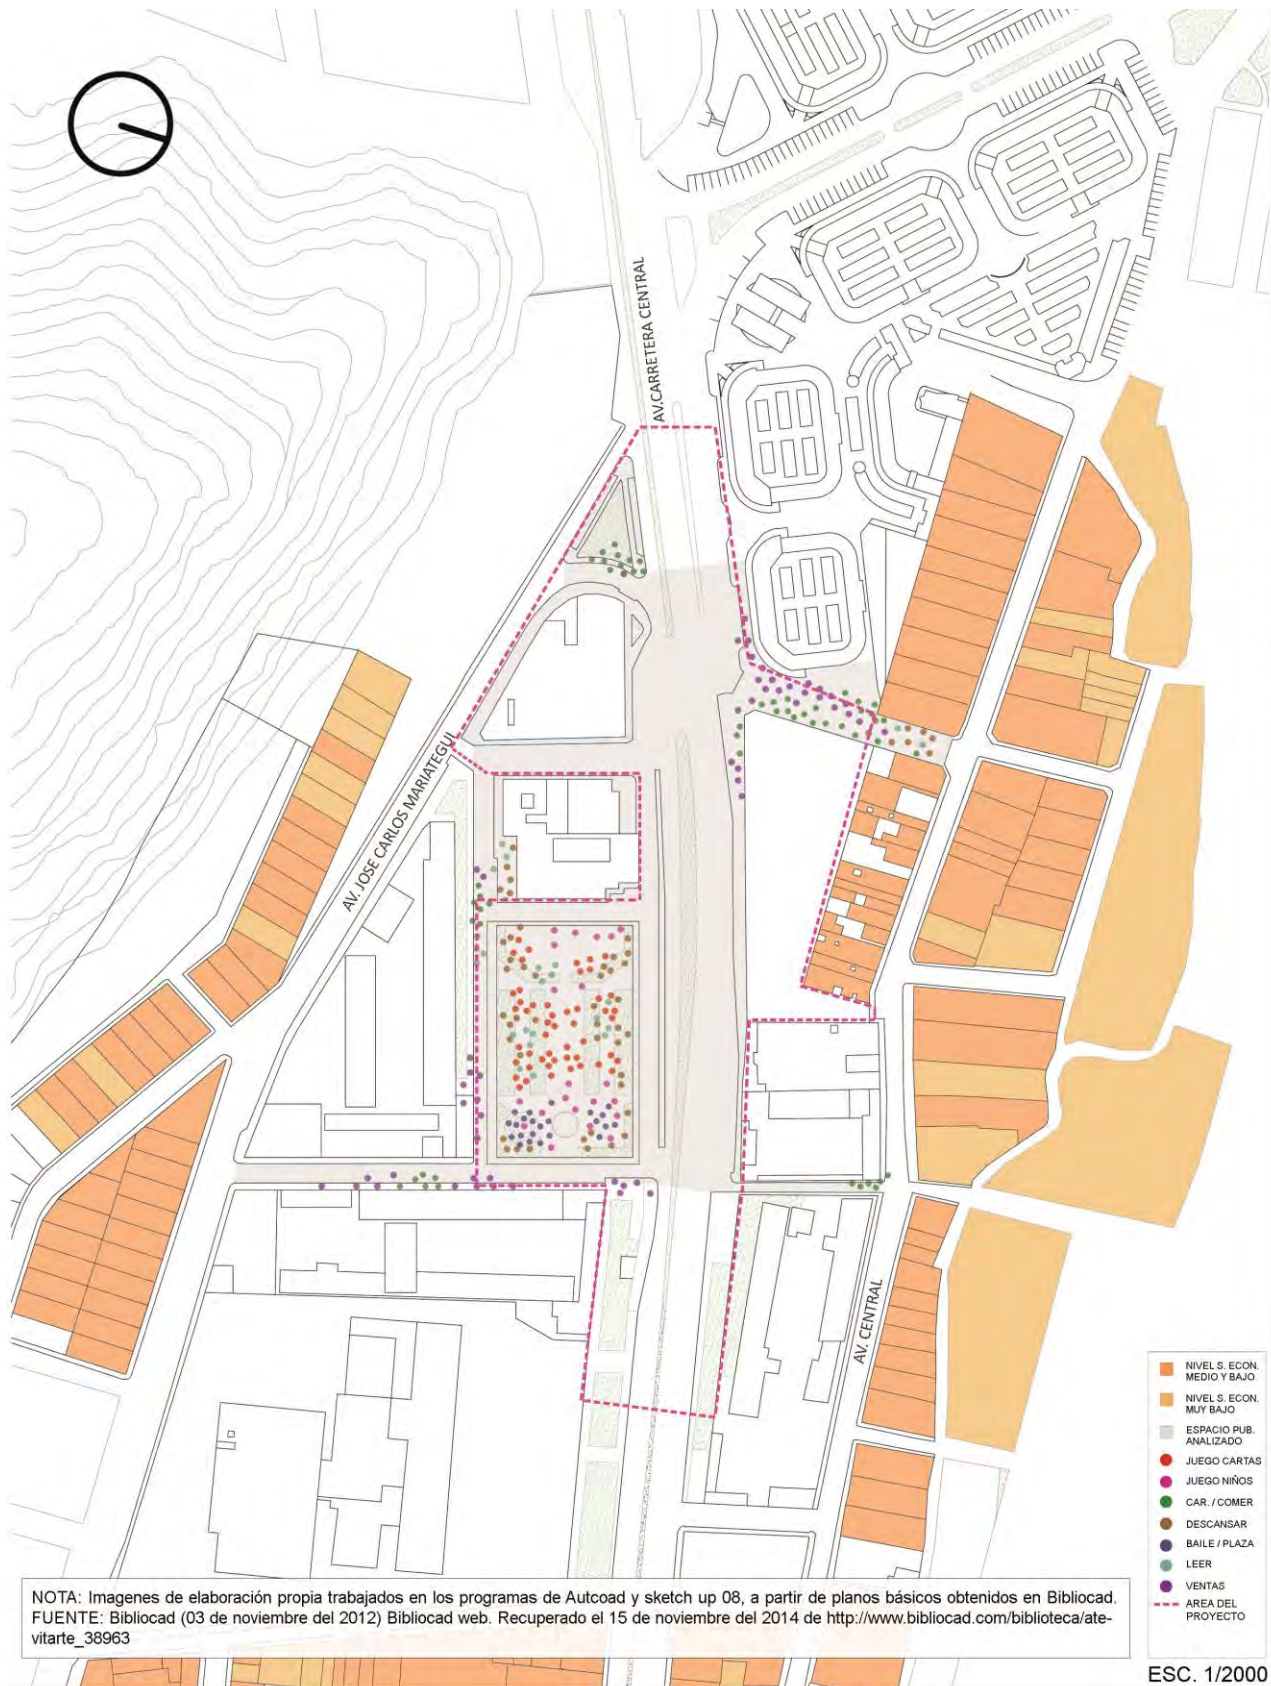 AV.CARRETERA CENTRAL
AV. JOSE CARLOS MARIATEGUI
AV. CENTRAL
NIVEL S. ECON.
MEDIO Y BAJO
NIVEL S. ECON.
MUY BAJO
ESPACIO PUB.
ANALIZADO
JUEGO CARTAS
JUEGO NIÑOS
CAR. / COMER
DESCANSAR
BAILE / PLAZA
LEER
VENTAS
AREA DEL
PROYECTO
NOTA: Imagenes de elaboración propia trabajados en los programas de Autocad y sketch up 08, a partir de planos básicos obtenidos en Bibliocad.
FUENTE: Bibliocad (03 de noviembre del 2012) Bibliocad web. Recuperado el 15 de noviembre del 2014 de http://www.bibliocad.com/biblioteca/ate-
vitarte_38963
ESC. 1/2000